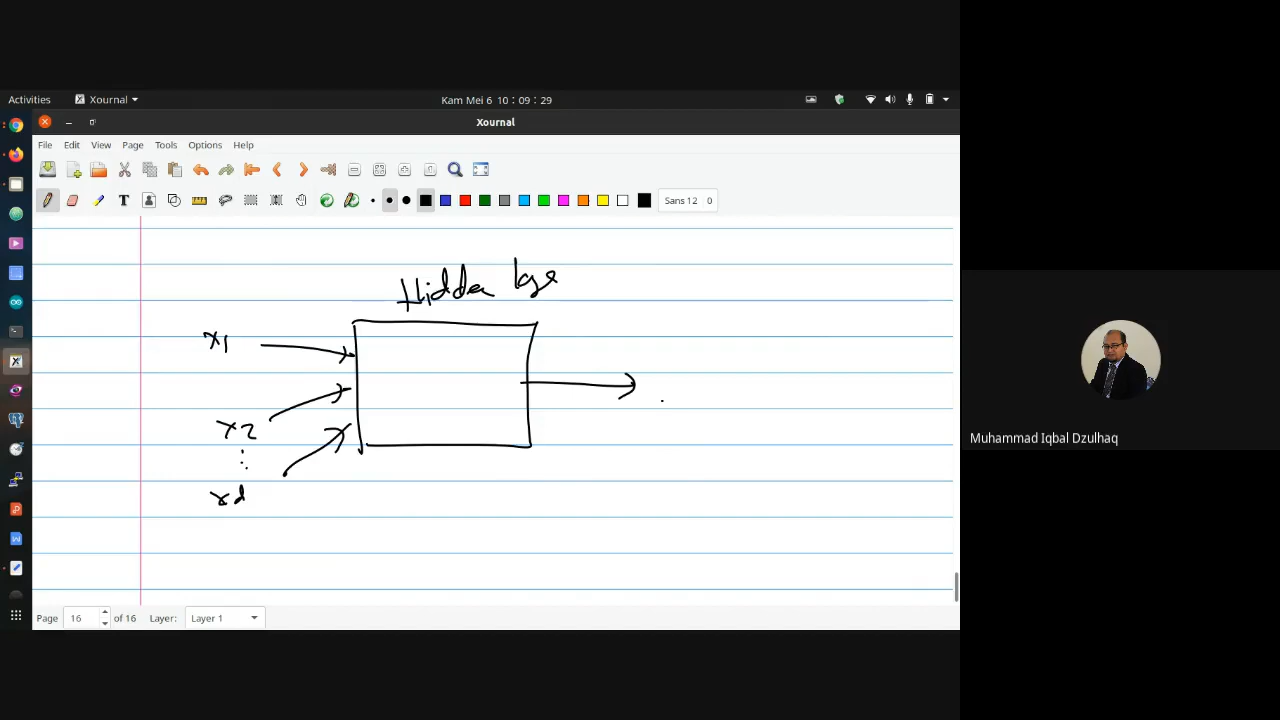 Activities Xournal Kam Mei 6 10:09:29
Xournal
File Edit View Page Tools Options Help
T Sans 12 0
Hidden
x1
x2
⋮
xd
Muhammad Iqbal Dzulhaq
Page 16 of 16 Layer: Layer 1